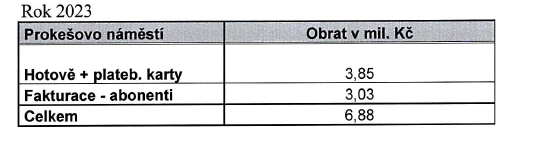 Rok 2023
Prokešovo náměstí Obrat v mil. Kč
Hotově + plateb. karty 3,85
Fakturace - abonenti 3,03
Celkem 6,88